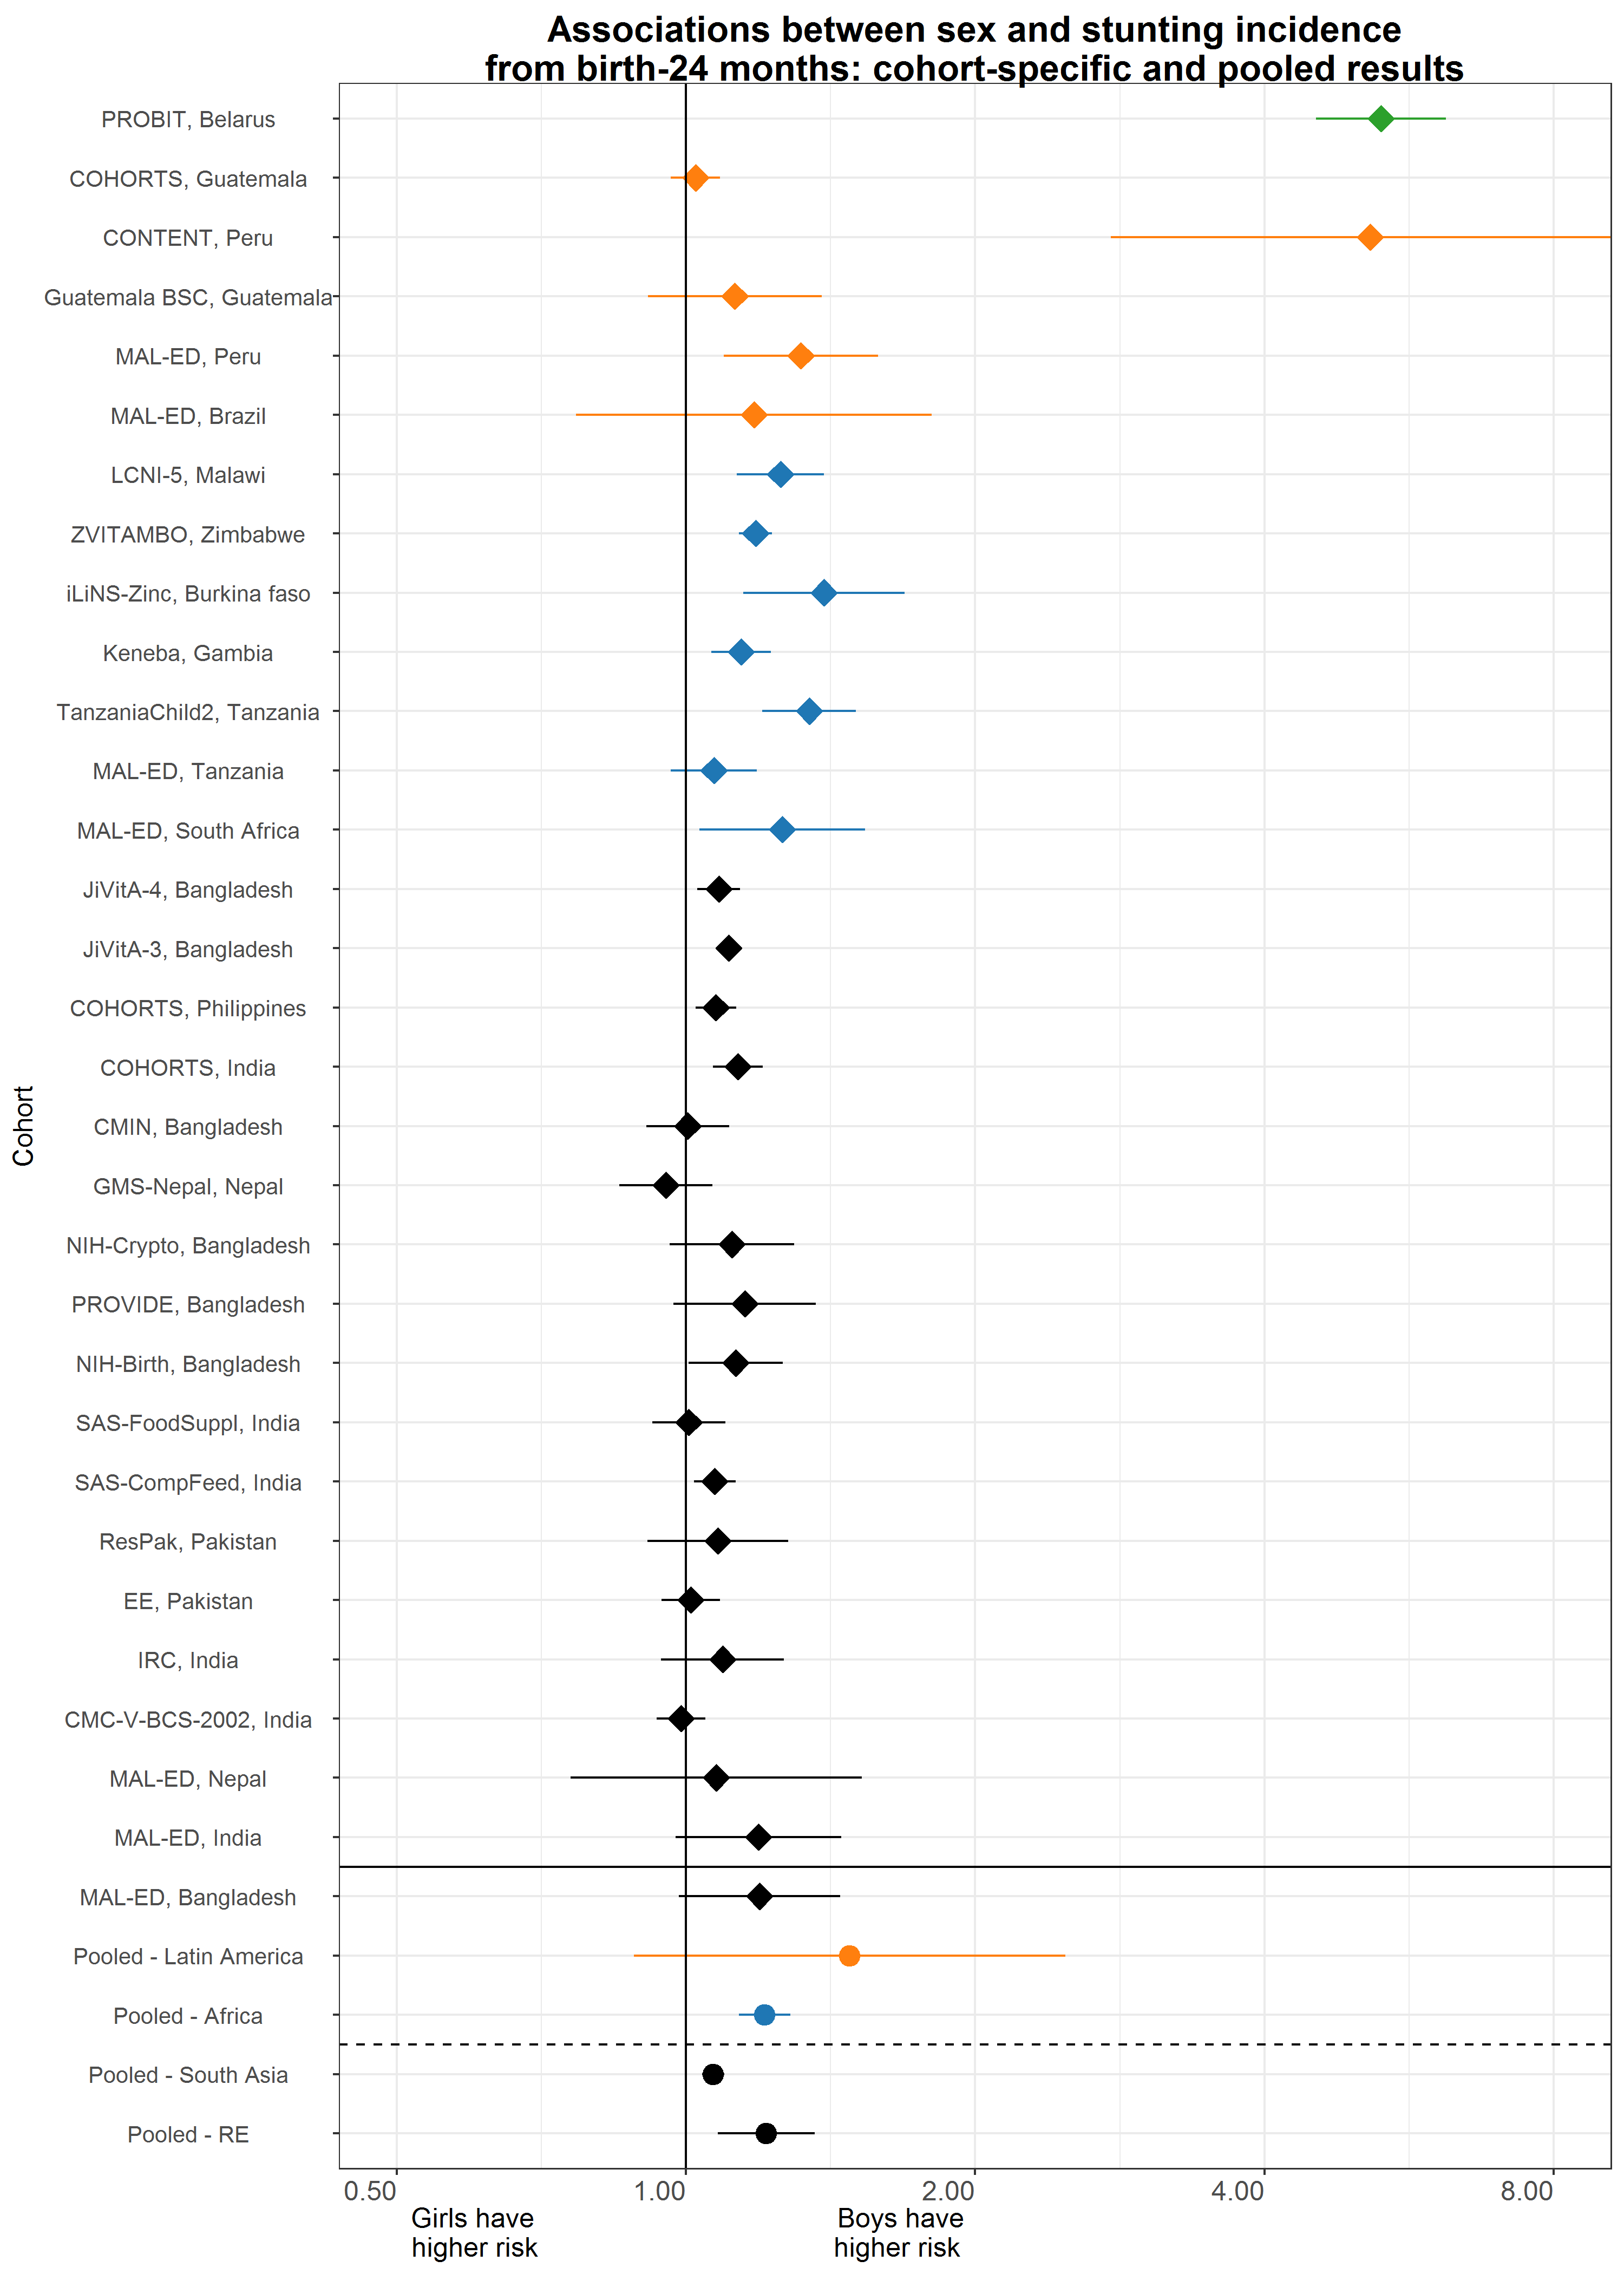 Associations between sex and stunting incidence
from birth-24 months: cohort-specific and pooled results
PROBIT, Belarus
COHORTS, Guatemala
CONTENT, Peru
Guatemala BSC, Guatemala
MAL-ED, Peru
MAL-ED, Brazil
LCNI-5, Malawi
ZVITAMBO, Zimbabwe
iLiNS-Zinc, Burkina faso
Keneba, Gambia
TanzaniaChild2, Tanzania
MAL-ED, Tanzania
MAL-ED, South Africa
JiVitA-4, Bangladesh
JiVitA-3, Bangladesh
COHORTS, Philippines
COHORTS, India
CMIN, Bangladesh
GMS-Nepal, Nepal
NIH-Crypto, Bangladesh
PROVIDE, Bangladesh
NIH-Birth, Bangladesh
SAS-FoodSuppl, India
SAS-CompFeed, India
ResPak, Pakistan
EE, Pakistan
IRC, India
CMC-V-BCS-2002, India
MAL-ED, Nepal
MAL-ED, India
MAL-ED, Bangladesh
Pooled - Latin America
Pooled - Africa
Pooled - South Asia
Pooled - RE
Cohort
0.50 1.00 2.00 4.00 8.00
Girls have
higher risk
Boys have
higher risk